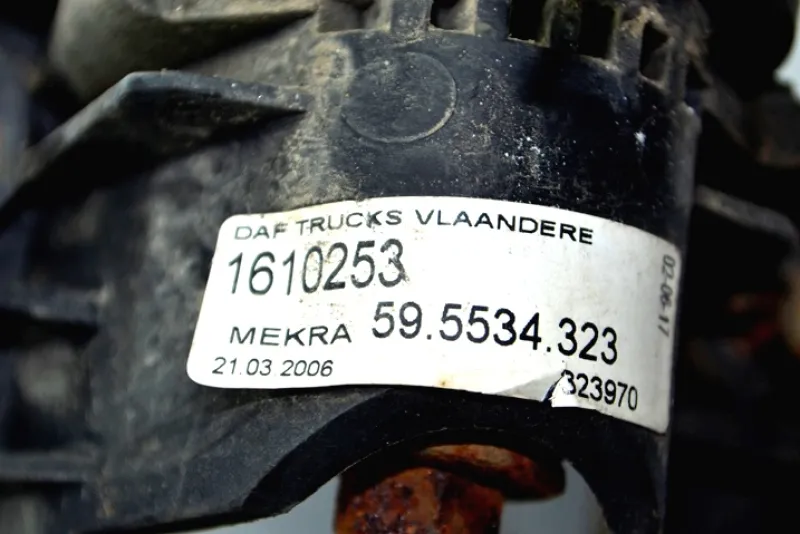 DAF TRUCKS VLAANDERE
1610253
MEKRA 59.5534.323
21.03 2006
323970
02-06-17